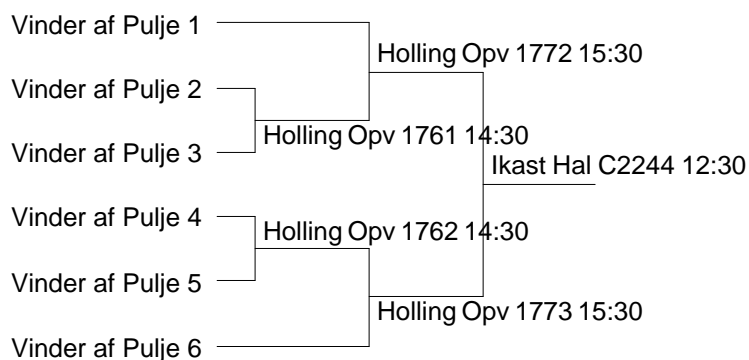 Vinder af Pulje 1
Holling Opv 1772 15:30
Vinder af Pulje 2
Holling Opv 1761 14:30
Vinder af Pulje 3
Ikast Hal C2244 12:30
Vinder af Pulje 4
Holling Opv 1762 14:30
Vinder af Pulje 5
Holling Opv 1773 15:30
Vinder af Pulje 6